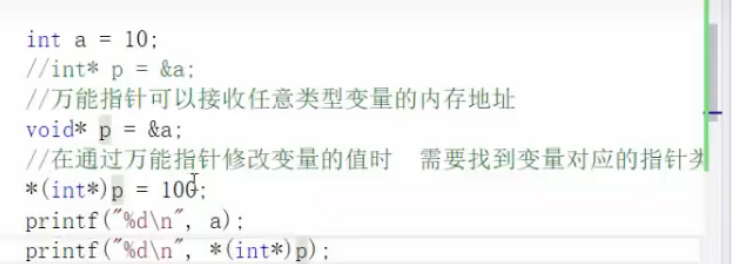 int a = 10;
//int* p = &a;
//万能指针可以接收任意类型变量的内存地址
void* p = &a;
//在通过万能指针修改变量的值时 需要找到变量对应的指针类
*(int*)p = 100;
printf("%d\n", a);
printf("%d\n", *(int*)p);